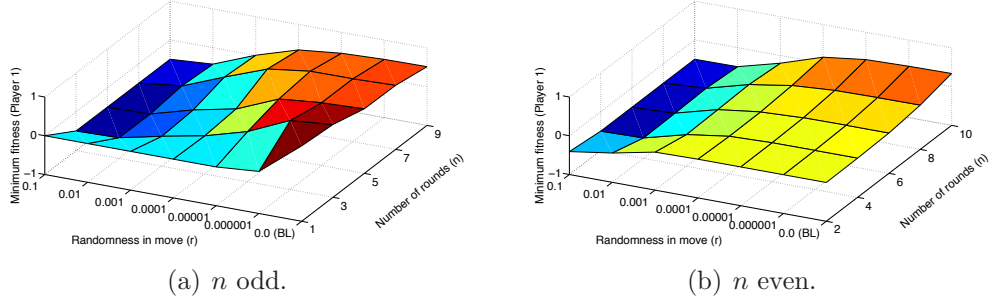 Minimum fitness (Player 1)
1
0
−1
0.1
0.01
0.001
0.0001
0.00001
0.000001
0.0 (BL)
Randomness in move (r)
1
3
5
7
9
Number of rounds (n)
(a) n odd.
Minimum fitness (Player 1)
1
0
−1
0.1
0.01
0.001
0.0001
0.00001
0.000001
0.0 (BL)
Randomness in move (r)
2
4
6
8
10
Number of rounds (n)
(b) n even.